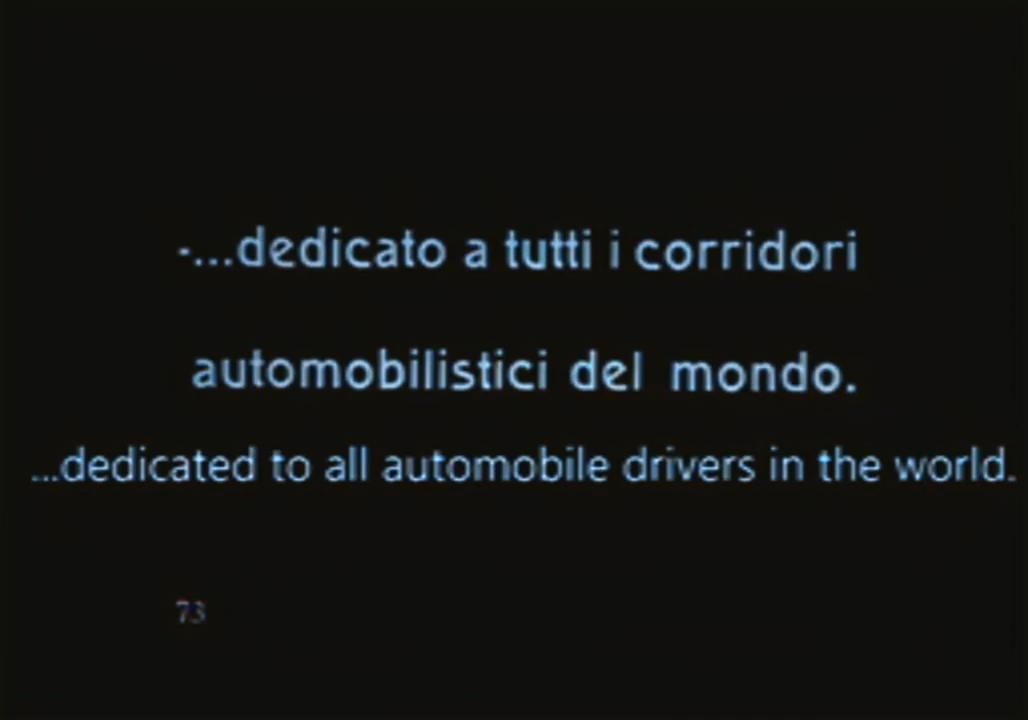 -...dedicato a tutti i corridori
automobilistici del mondo.
...dedicated to all automobile drivers in the world.
73